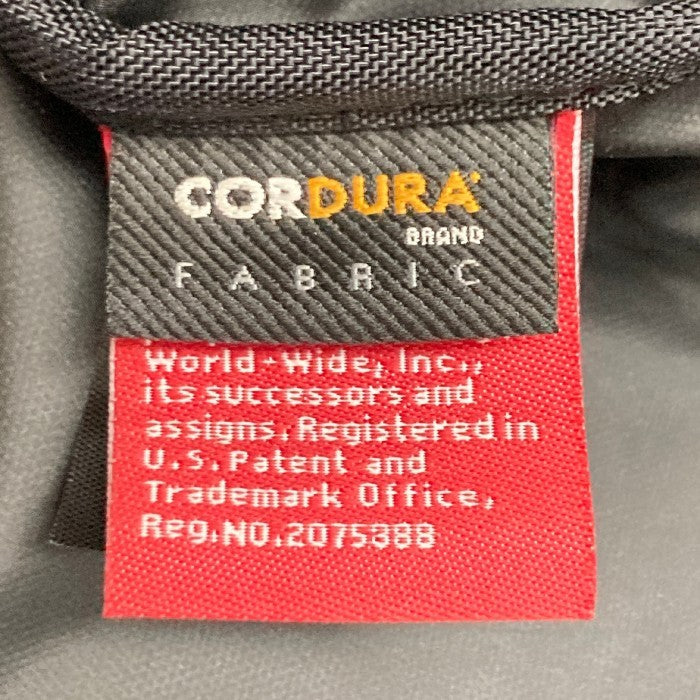 CORDURA
BRAND
FABRIC
World-Wide, Inc.,
its successors and
assigns. Registered in
U.S. Patent and
Trademark Office,
Reg.NO.2075388